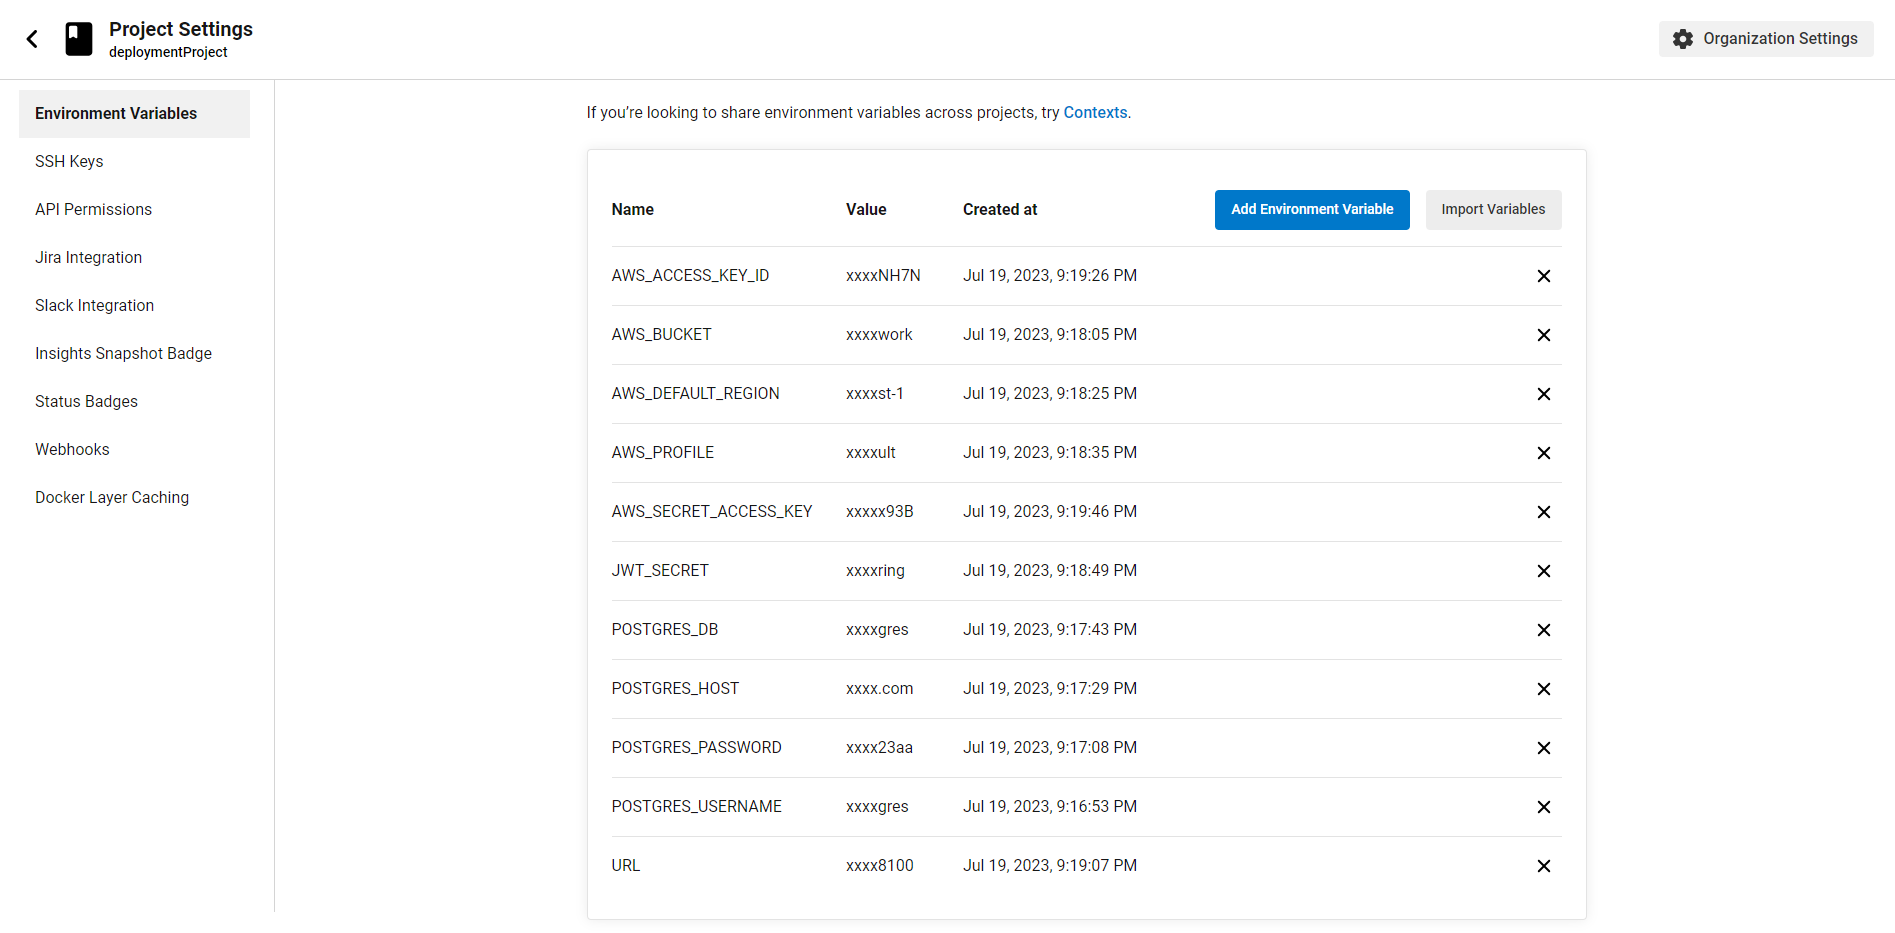 Project Settings
deploymentProject
Organization Settings
Environment Variables
SSH Keys
API Permissions
Jira Integration
Slack Integration
Insights Snapshot Badge
Status Badges
Webhooks
Docker Layer Caching
If you’re looking to share environment variables across projects, try Contexts.
Name Value Created at Add Environment Variable Import Variables
AWS_ACCESS_KEY_ID xxxxNH7N Jul 19, 2023, 9:19:26 PM
AWS_BUCKET xxxxwork Jul 19, 2023, 9:18:05 PM
AWS_DEFAULT_REGION xxxxst-1 Jul 19, 2023, 9:18:25 PM
AWS_PROFILE xxxxult Jul 19, 2023, 9:18:35 PM
AWS_SECRET_ACCESS_KEY xxxxx93B Jul 19, 2023, 9:19:46 PM
JWT_SECRET xxxxring Jul 19, 2023, 9:18:49 PM
POSTGRES_DB xxxxgres Jul 19, 2023, 9:17:43 PM
POSTGRES_HOST xxxx.com Jul 19, 2023, 9:17:29 PM
POSTGRES_PASSWORD xxxx23aa Jul 19, 2023, 9:17:08 PM
POSTGRES_USERNAME xxxxgres Jul 19, 2023, 9:16:53 PM
URL xxxx8100 Jul 19, 2023, 9:19:07 PM